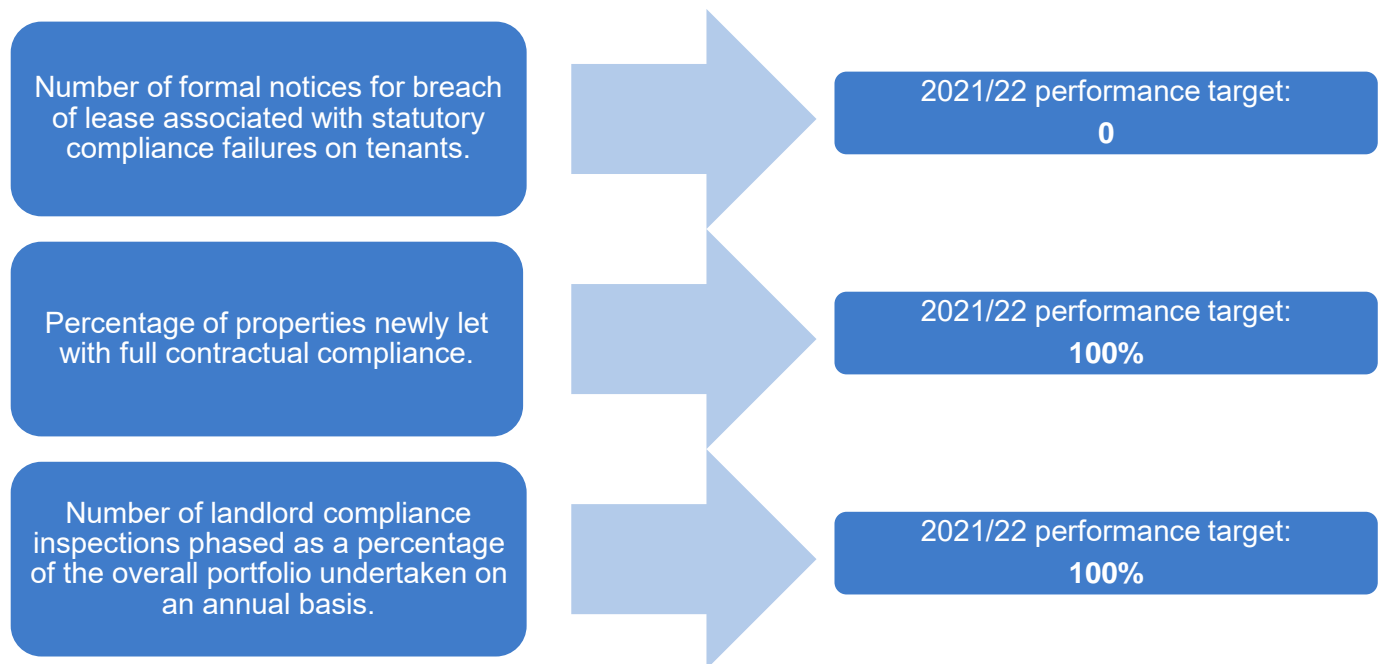 Number of formal notices for breach
of lease associated with statutory
compliance failures on tenants.
2021/22 performance target:
0
Percentage of properties newly let
with full contractual compliance.
2021/22 performance target:
100%
Number of landlord compliance
inspections phased as a percentage
of the overall portfolio undertaken on
an annual basis.
2021/22 performance target:
100%